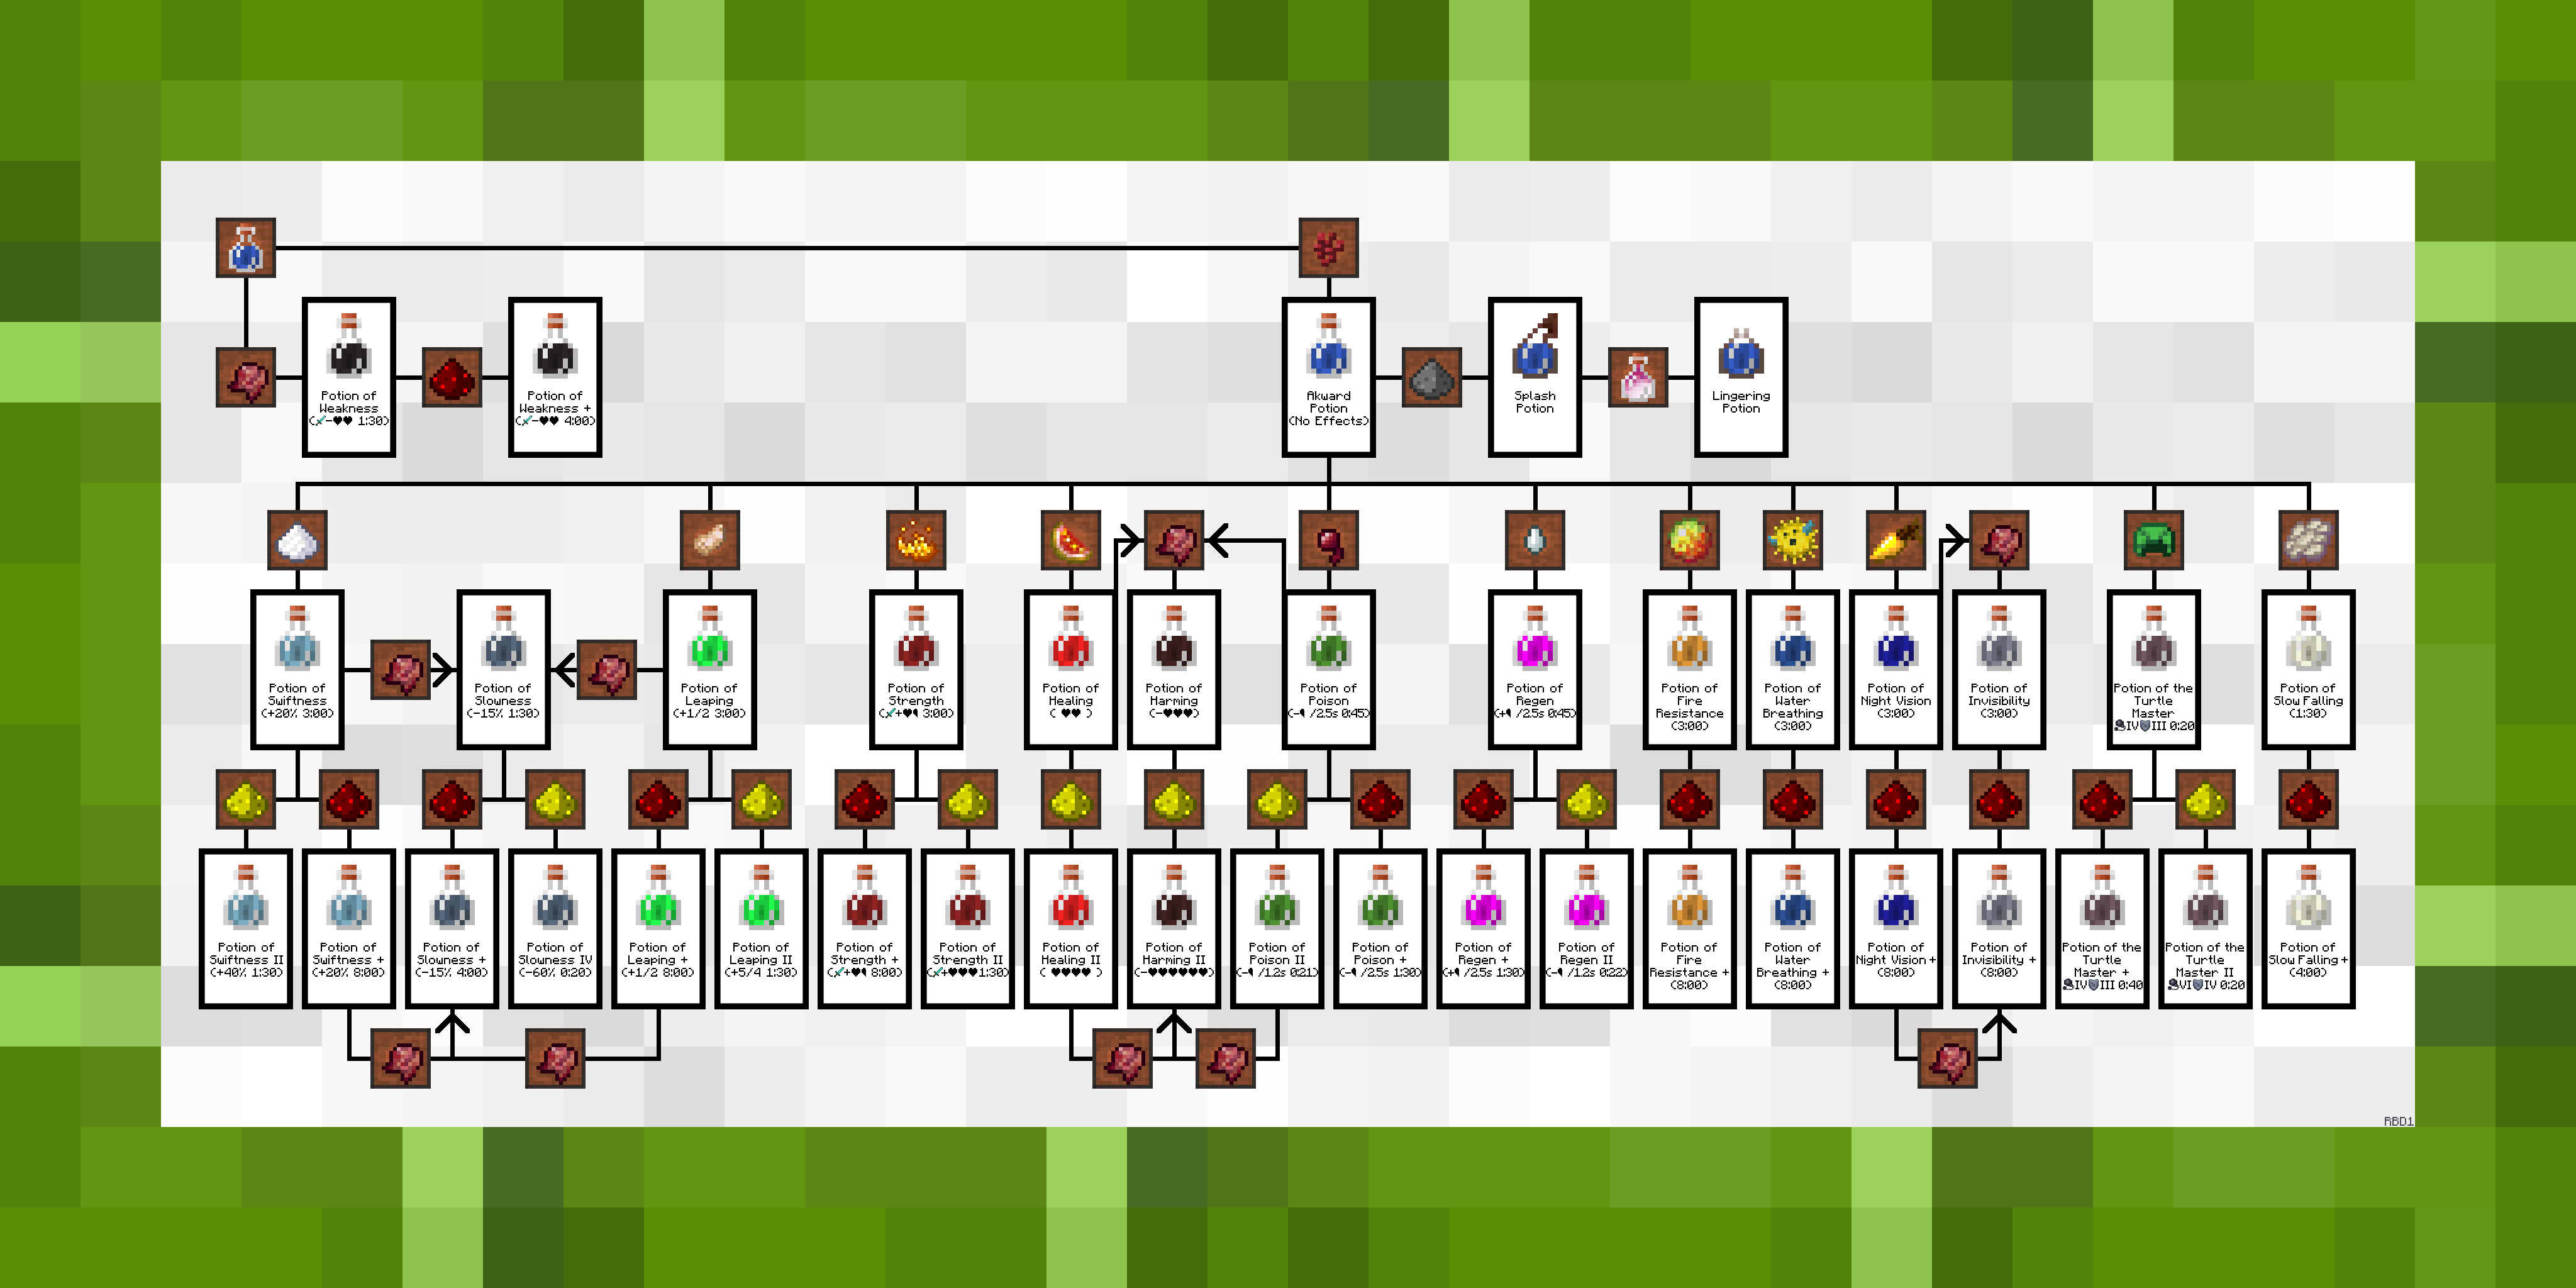 Potion of
Weakness
(-♥♥ 1:30)
Potion of
Weakness +
(-♥♥ 4:00)
Akward
Potion
(No Effects)
Splash
Potion
Lingering
Potion
Potion of
Swiftness
(+20% 3:00)
Potion of
Slowness
(-15% 1:30)
Potion of
Leaping
(+1/2 3:00)
Potion of
Strength
(+♥ 3:00)
Potion of
Healing
( ♥♥ )
Potion of
Harming
(-♥♥♥)
Potion of
Poison
(- /2.5s 0:45)
Potion of
Regen
(+ /2.5s 0:45)
Potion of
Fire
Resistance
(3:00)
Potion of
Water
Breathing
(3:00)
Potion of
Night Vision
(3:00)
Potion of
Invisibility
(3:00)
Potion of the
Turtle
Master
IV III 0:20
Potion of
Slow Falling
(1:30)
Potion of
Swiftness II
(+40% 1:30)
Potion of
Swiftness +
(+20% 8:00)
Potion of
Slowness +
(-15% 4:00)
Potion of
Slowness IV
(-60% 0:20)
Potion of
Leaping +
(+1/2 8:00)
Potion of
Leaping II
(+5/4 1:30)
Potion of
Strength +
(+♥ 8:00)
Potion of
Strength II
(+♥♥♥1:30)
Potion of
Healing II
( ♥♥♥♥ )
Potion of
Harming II
(-♥♥♥♥♥♥)
Potion of
Poison II
(- /1.2s 0:21)
Potion of
Poison +
(- /2.5s 1:30)
Potion of
Regen +
(+ /2.5s 1:30)
Potion of
Regen II
(- /1.2s 0:22)
Potion of
Fire
Resistance +
(8:00)
Potion of
Water
Breathing +
(8:00)
Potion of
Night Vision +
(8:00)
Potion of
Invisibility +
(8:00)
Potion of the
Turtle
Master +
IV III 0:40
Potion of the
Turtle
Master II
VI IV 0:20
Potion of
Slow Falling +
(4:00)
RBD1